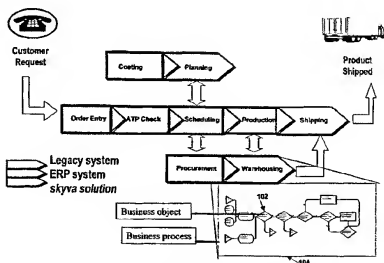 Customer
Request
Product
Shipped
Costing
Planning
Order Entry
ATP Check
Scheduling
Production
Shipping
Procurement
Warehousing
Legacy system
ERP system
skyva solution
102
Business object
Business process
104